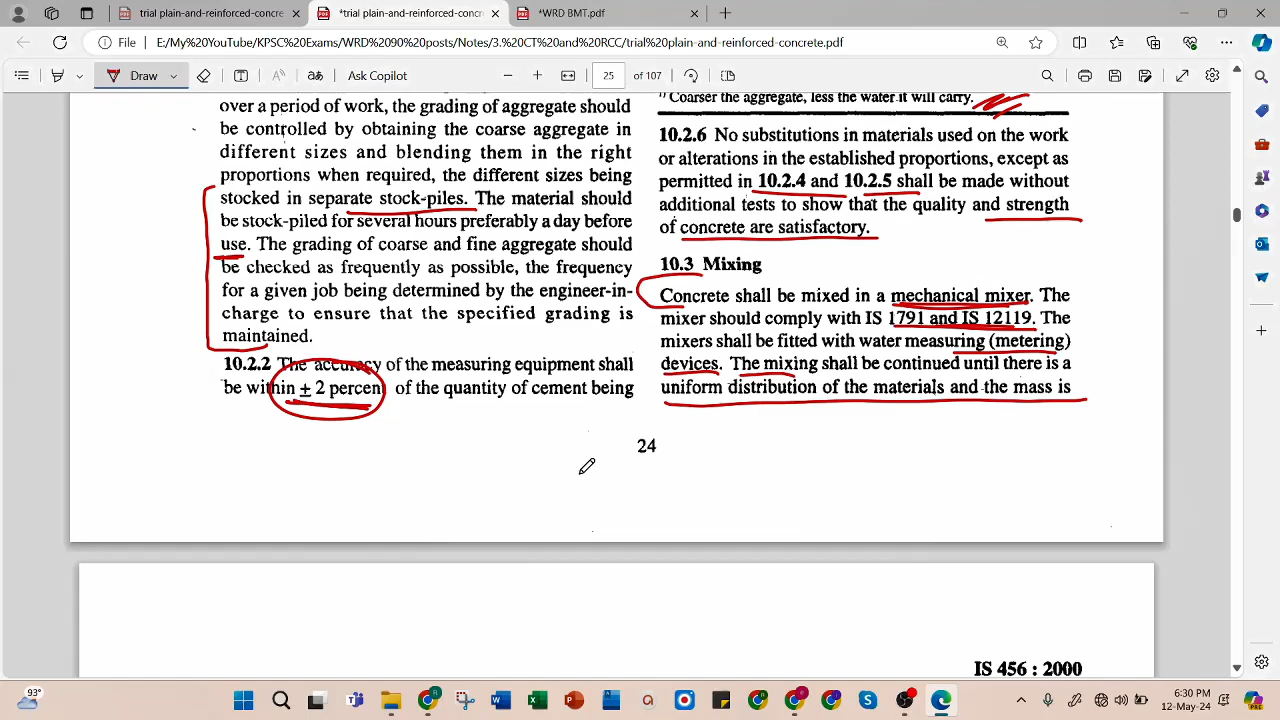 trial plain-and-reinforced-concre
*trial plain-and-reinforced-concre
*WRD BMT.pdf
File
E:/My%20YouTube/KPSC%20Exams/WRD%2090%20posts/Notes/3.%20CT%20and%20RCC/trial%20plain-and-reinforced-concrete.pdf
Draw
Ask Copilot
25
of 107
over a period of work, the grading of aggregate should
be controlled by obtaining the coarse aggregate in
different sizes and blending them in the right
proportions when required, the different sizes being
stocked in separate stock-piles. The material should
be stock-piled for several hours preferably a day before
use. The grading of coarse and fine aggregate should
be checked as frequently as possible, the frequency
for a given job being determined by the engineer-in-
charge to ensure that the specified grading is
maintained.
10.2.2 The accuracy of the measuring equipment shall
be within ± 2 percent of the quantity of cement being
1) Coarser the aggregate, less the water it will carry.
10.2.6 No substitutions in materials used on the work
or alterations in the established proportions, except as
permitted in 10.2.4 and 10.2.5 shall be made without
additional tests to show that the quality and strength
of concrete are satisfactory.
10.3 Mixing
Concrete shall be mixed in a mechanical mixer. The
mixer should comply with IS 1791 and IS 12119. The
mixers shall be fitted with water measuring (metering)
devices. The mixing shall be continued until there is a
uniform distribution of the materials and the mass is
24
IS 456 : 2000
93°
6:30 PM
12-May-24